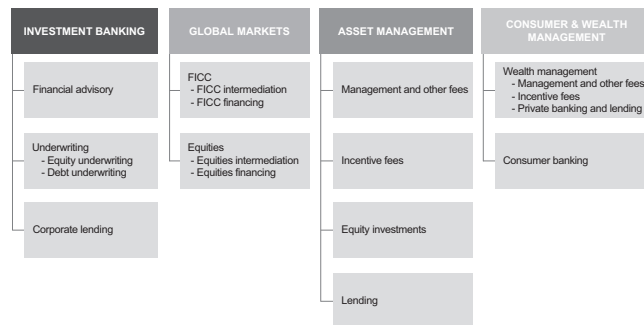 INVESTMENT BANKING
Financial advisory
Underwriting
- Equity underwriting
- Debt underwriting
Corporate lending
GLOBAL MARKETS
FICC
- FICC intermediation
- FICC financing
Equities
- Equities intermediation
- Equities financing
ASSET MANAGEMENT
Management and other fees
Incentive fees
Equity investments
Lending
CONSUMER & WEALTH
MANAGEMENT
Wealth management
- Management and other fees
- Incentive fees
- Private banking and lending
Consumer banking